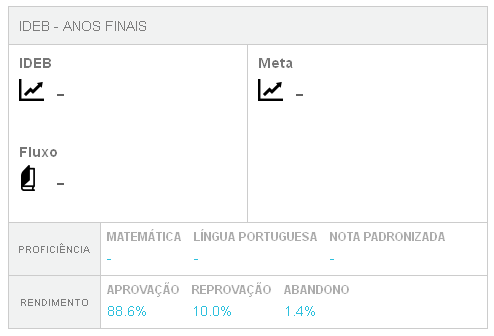 IDEB - ANOS FINAIS
IDEB Meta
– –
Fluxo
–
PROFICIÊNCIA MATEMÁTICA LÍNGUA PORTUGUESA NOTA PADRONIZADA
- - -
RENDIMENTO APROVAÇÃO REPROVAÇÃO ABANDONO
88.6% 10.0% 1.4%